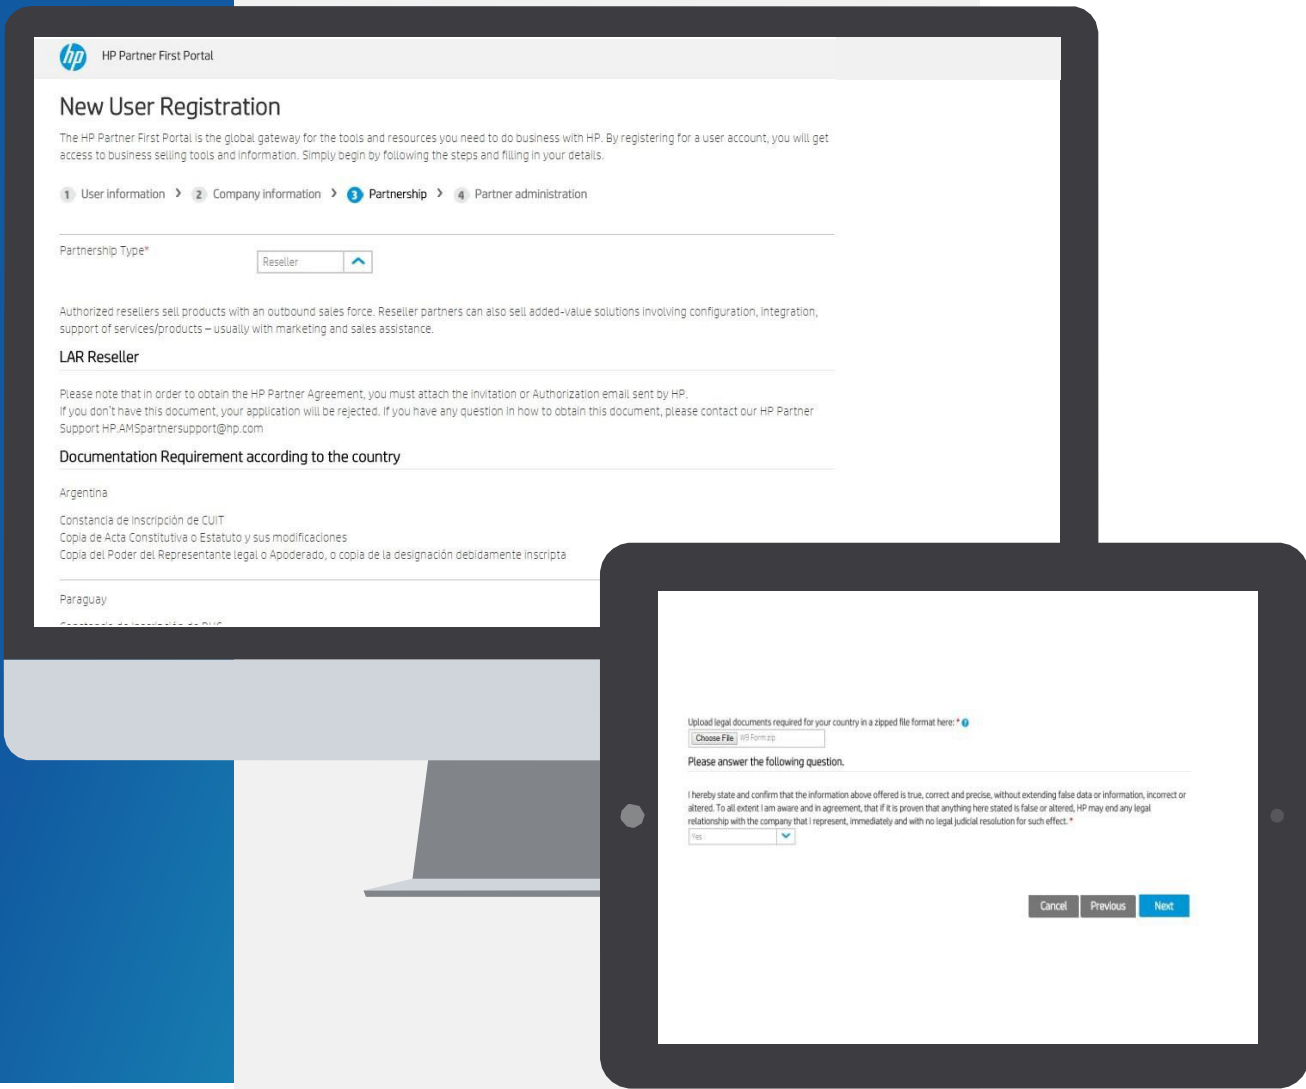 hp HP Partner First Portal
New User Registration
The HP Partner First Portal is the global gateway for the tools and resources you need to do business with HP. By registering for a user account, you will get
access to business selling tools and information. Simply begin by following the steps and filling in your details.
1 User information > 2 Company information > 3 Partnership > 4 Partner administration
Partnership Type*
Reseller
Authorized resellers sell products with an outbound sales force. Reseller partners can also sell added-value solutions involving configuration, integration,
support of services/products – usually with marketing and sales assistance.
LAR Reseller
Please note that in order to obtain the HP Partner Agreement, you must attach the invitation or Authorization email sent by HP.
If you don't have this document, your application will be rejected. If you have any question in how to obtain this document, please contact our HP Partner
Support HP.AMSpartnersupport@hp.com
Documentation Requirement according to the country
Argentina
Constancia de Inscripción de CUIT
Copia de Acta Constitutiva o Estatuto y sus modificaciones
Copia del Poder del Representante legal o Apoderado, o copia de la designación debidamente inscripta
Paraguay
Upload legal documents required for your country in a zipped file format here: * ?
Choose File W9 Form.zip
Please answer the following question.
I hereby state and confirm that the information above offered is true, correct and precise, without extending false data or information, incorrect or
altered. To all extent I am aware and in agreement, that if it is proven that anything here stated is false or altered, HP may end any legal
relationship with the company that I represent, immediately and with no legal judicial resolution for such effect. *
Yes
Cancel Previous Next